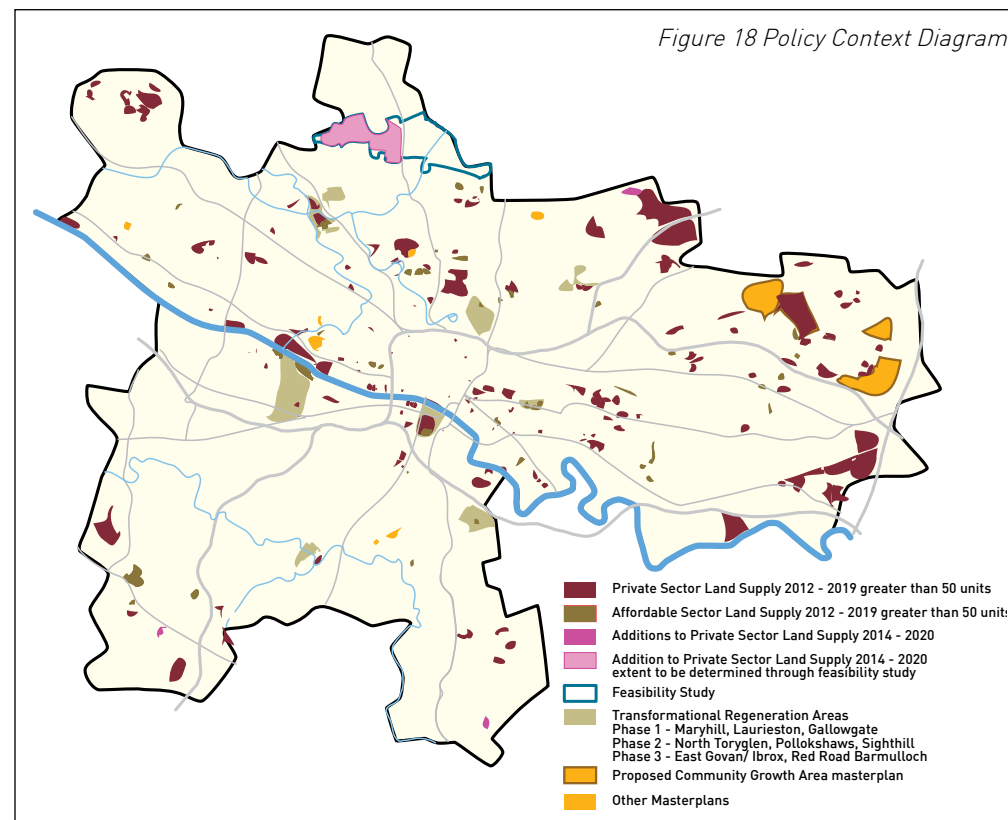 Figure 18 Policy Context Diagram
Private Sector Land Supply 2012 - 2019 greater than 50 units
Affordable Sector Land Supply 2012 - 2019 greater than 50 units
Additions to Private Sector Land Supply 2014 - 2020
Addition to Private Sector Land Supply 2014 - 2020
extent to be determined through feasibility study
Feasibility Study
Transformational Regeneration Areas
Phase 1 - Maryhill, Laurieston, Gallowgate
Phase 2 - North Toryglen, Pollokshaws, Sighthill
Phase 3 - East Govan/ Ibrox, Red Road Barmulloch
Proposed Community Growth Area masterplan
Other Masterplans